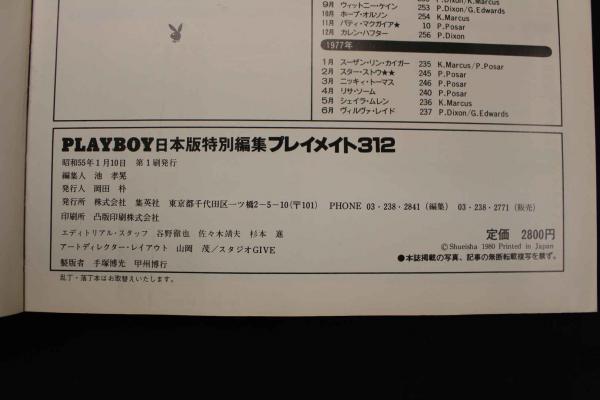 9月 ウィットニー・ケイン 253 P.Dixon/G.Edwards
10月 ホープ・オルソン 254 K.Marcus
11月 パティ・マクガイア★ 10 P.Posar
12月 カレン・ハフター 256 P.Dixon
1977年
1月 スーザン・リン・カイガー 235 K.Marcus/P.Posar
2月 スター・ストウ★★ 245 P.Posar
3月 ニッキィ・トーマス 246 P.Posar
4月 リサ・ソーム 240 P.Posar
5月 シェイラ・ムレン 236 K.Marcus
6月 ヴィルヴァ・レイド 237 P.Dixon/G.Edwards
PLAYBOY日本版特別編集プレイメイト312
昭和55年1月10日 第1刷発行
編集人 池 孝晃
発行人 岡田 朴
発行所 株式会社 集英社 東京都千代田区一ツ橋2-5-10(〒101) PHONE 03・238・2841(編集) 03・238・2771(販売)
印刷所 凸版印刷株式会社
エディトリアル・スタッフ 谷野徹也 佐々木靖夫 杉本 進
アートディレクター・レイアウト 山岡 茂/スタジオGIVE
製版者 手塚博光 甲州博行
定価 2800円
©Shueisha 1980 Printed in Japan
●本誌掲載の写真、記事の無断転載複写を禁ず。
乱丁・落丁本はお取替えいたします。